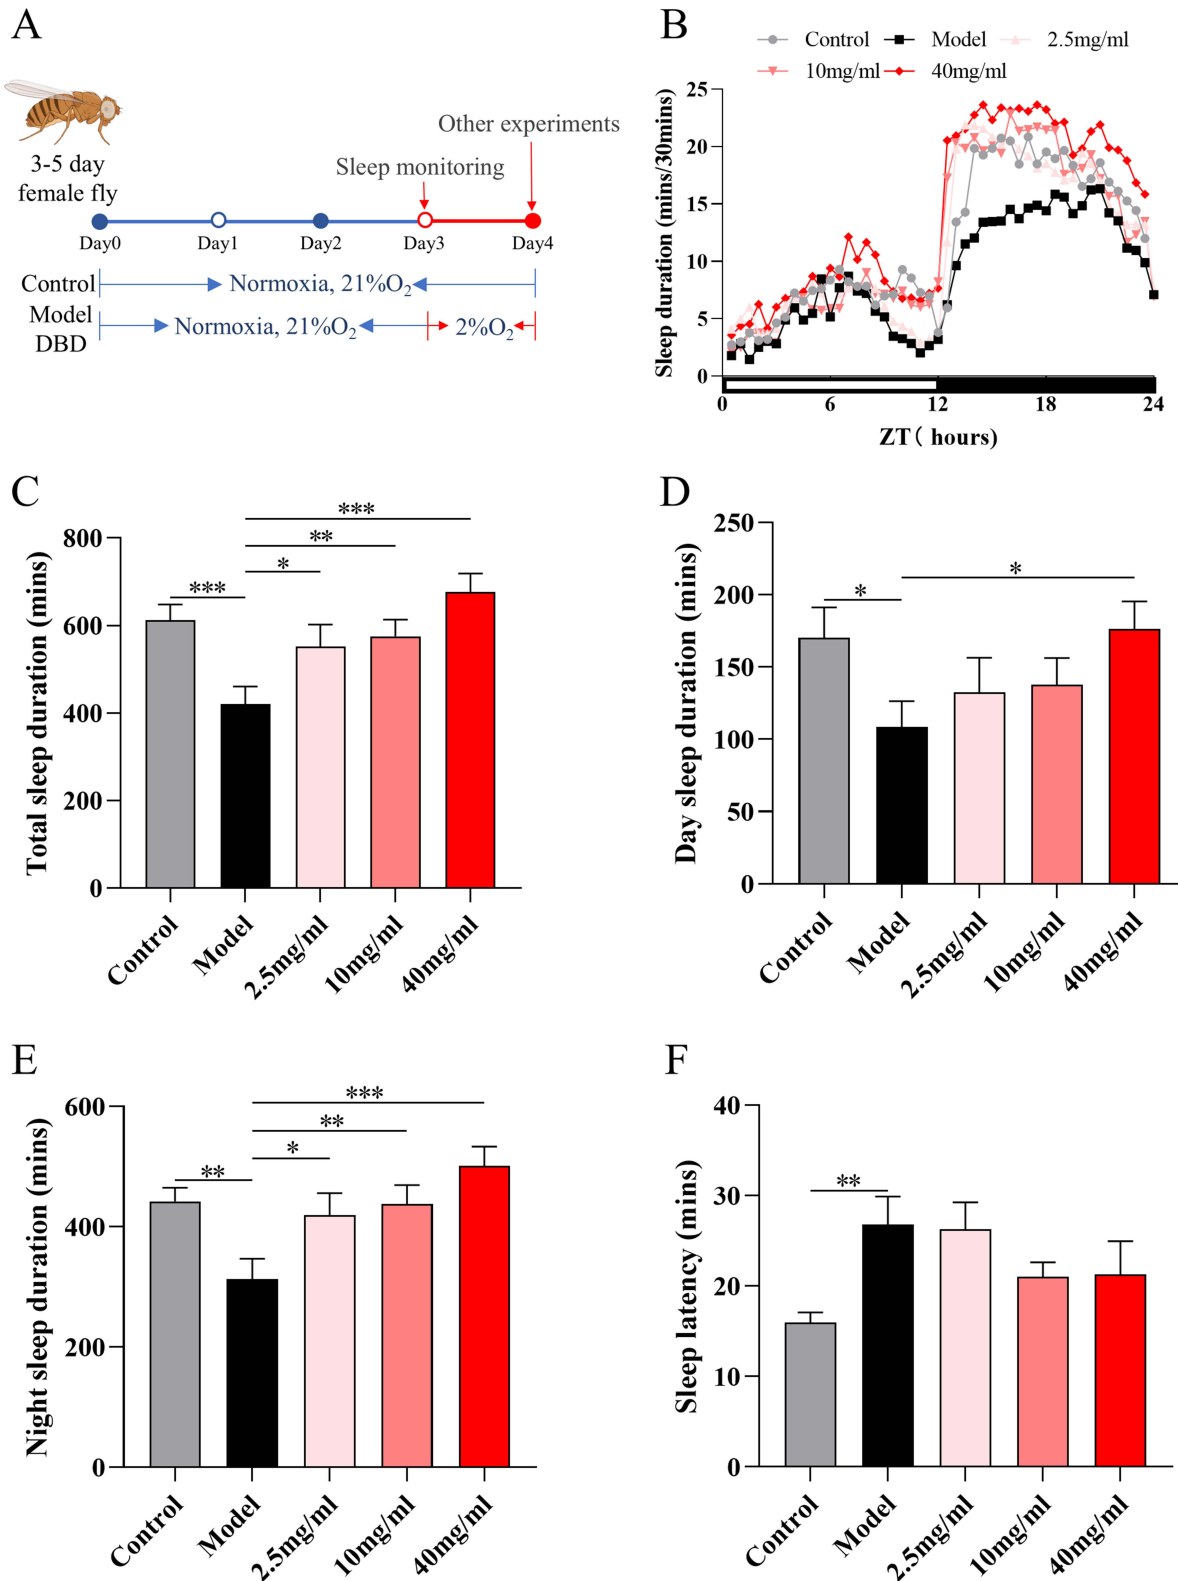 A
3-5 day
female fly
Other experiments
Sleep monitoring
Day0 Day1 Day2 Day3 Day4
Control Normoxia, 21%O₂
Model
DBD Normoxia, 21%O₂ 2%O₂
B
Control Model 2.5mg/ml
10mg/ml 40mg/ml
Sleep duration (mins/30mins)
25
20
15
10
5
0
0 6 12 18 24
ZT( hours)
C
Total sleep duration (mins)
800
600
400
200
0
***
**
*
***
Control Model 2.5mg/ml 10mg/ml 40mg/ml
D
Day sleep duration (mins)
250
200
150
100
50
0
*
*
Control Model 2.5mg/ml 10mg/ml 40mg/ml
E
Night sleep duration (mins)
600
400
200
0
***
**
*
**
Control Model 2.5mg/ml 10mg/ml 40mg/ml
F
Sleep latency (mins)
40
30
20
10
0
**
Control Model 2.5mg/ml 10mg/ml 40mg/ml